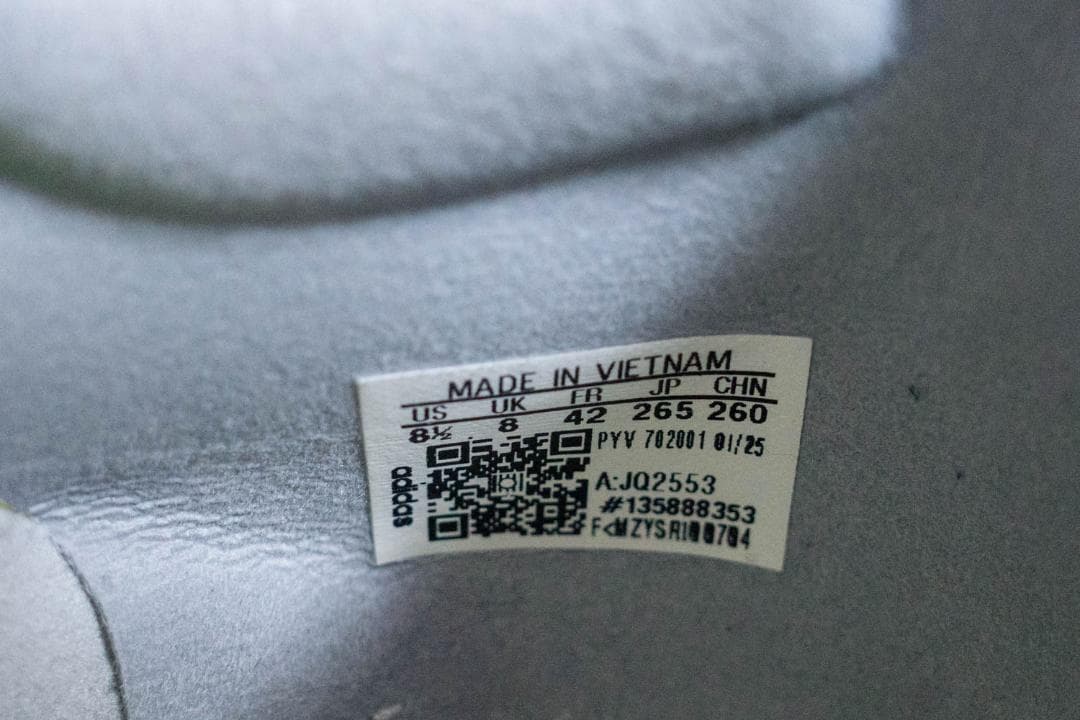 MADE IN VIETNAM
US UK FR JP CHN
8½ 8 42 265 260
PYV 702001 01/25
A:JQ2553
#135888353
adidas